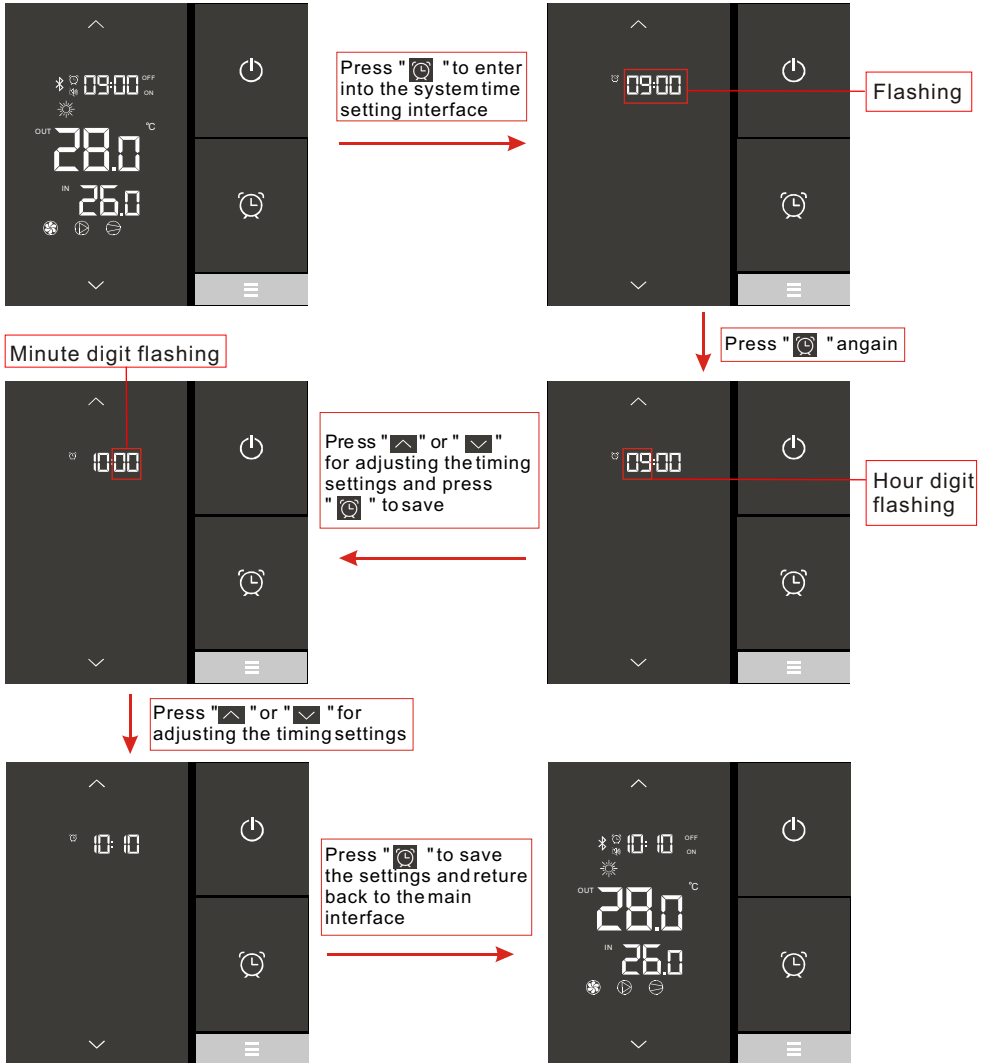 09:00 OFF
ON
OUT 28.0 °C
IN 26.0
Press " " to enter
into the system time
setting interface
09:00
Flashing
Press " " angain
09:00
Hour digit
flashing
Press " " or " "
for adjusting the timing
settings and press
" " to save
Minute digit flashing
10:00
Press " " or " " for
adjusting the timing settings
10:10
Press " " to save
the settings and reture
back to the main
interface
10:10 OFF
ON
OUT 28.0 °C
IN 26.0